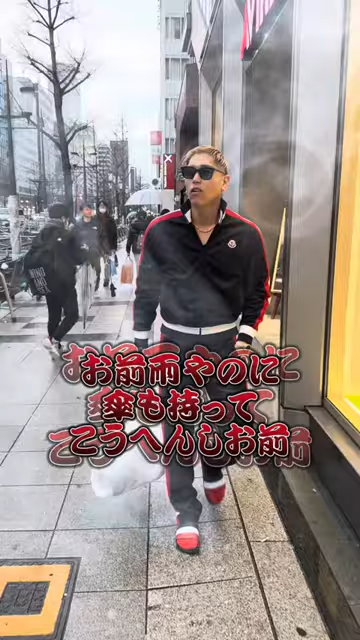 お前雨やのに
傘も持って
こうへんしお前